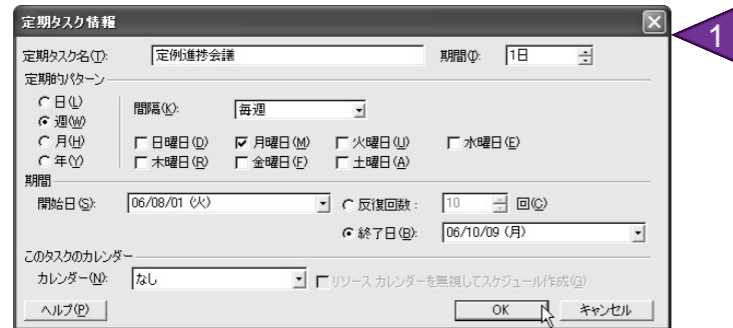 定期タスク情報
1
定期タスク名(T): 定例進捗会議 期間(I): 1日
定期的パターン
日(L) 間隔(K): 毎週
週(W)
月(H) 日曜日(D) 月曜日(M) 火曜日(U) 水曜日(E)
年(Y) 木曜日(R) 金曜日(F) 土曜日(A)
期間
開始日(S): 06/08/01 (火) 反復回数: 10 回(C)
終了日(B): 06/10/09 (月)
このタスクのカレンダー
カレンダー(N): なし リソース カレンダーを無視してスケジュール作成(G)
ヘルプ(P) OK キャンセル